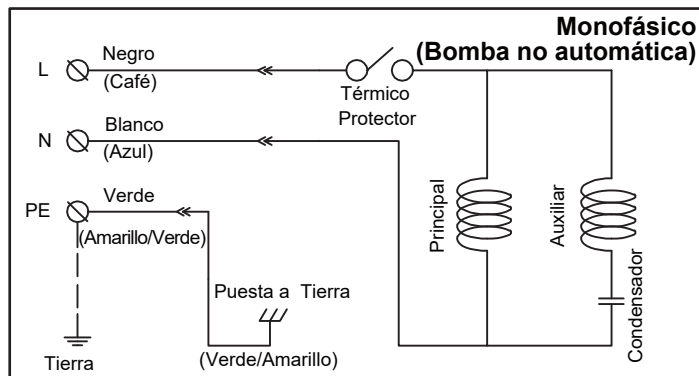 Monofásico
(Bomba no automática)
L
Negro
(Café)
Térmico
Protector
N
Blanco
(Azul)
PE
Verde
(Amarillo/Verde)
Principal
Auxiliar
Condensador
Puesta a Tierra
(Verde/Amarillo)
Tierra